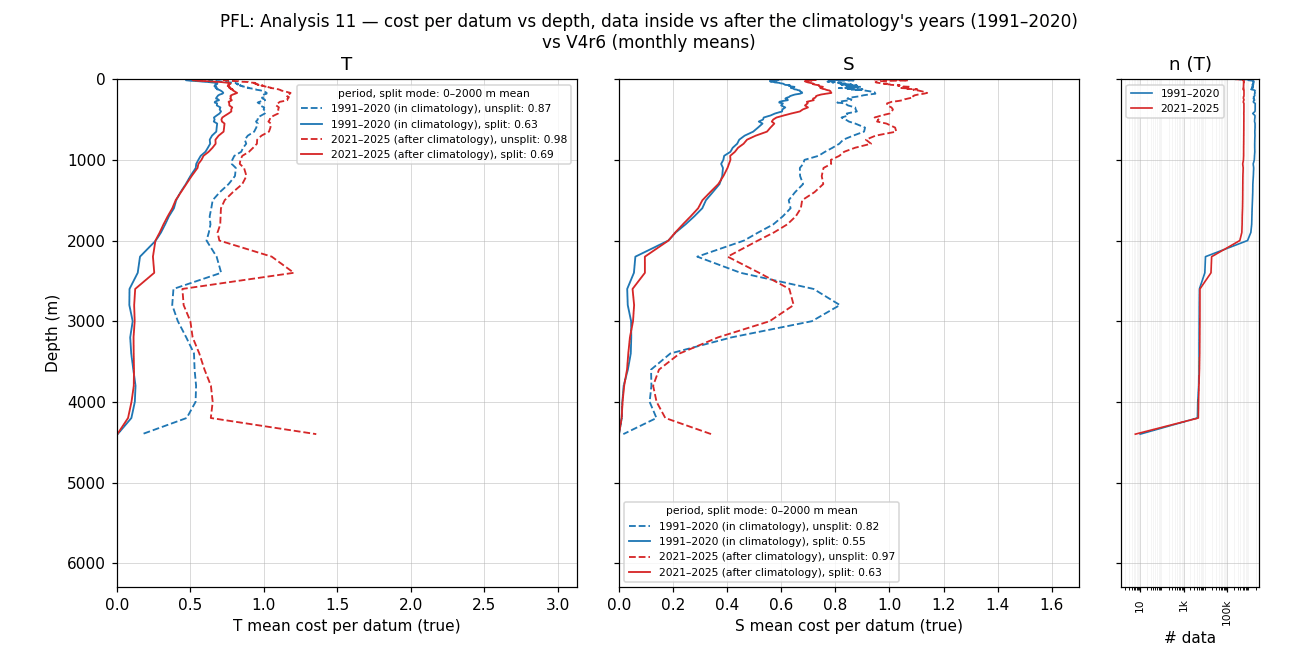 PFL: Analysis 11 — cost per datum vs depth, data inside vs after the climatology's years (1991–2020)
vs V4r6 (monthly means)
T
S
n (T)
period, split mode: 0–2000 m mean
1991–2020 (in climatology), unsplit: 0.87
1991–2020 (in climatology), split: 0.63
2021–2025 (after climatology), unsplit: 0.98
2021–2025 (after climatology), split: 0.69
period, split mode: 0–2000 m mean
1991–2020 (in climatology), unsplit: 0.82
1991–2020 (in climatology), split: 0.55
2021–2025 (after climatology), unsplit: 0.97
2021–2025 (after climatology), split: 0.63
1991–2020
2021–2025
Depth (m)
0
1000
2000
3000
4000
5000
6000
0.0 0.5 1.0 1.5 2.0 2.5 3.0
T mean cost per datum (true)
0.0 0.2 0.4 0.6 0.8 1.0 1.2 1.4 1.6
S mean cost per datum (true)
10 1k 100k
# data